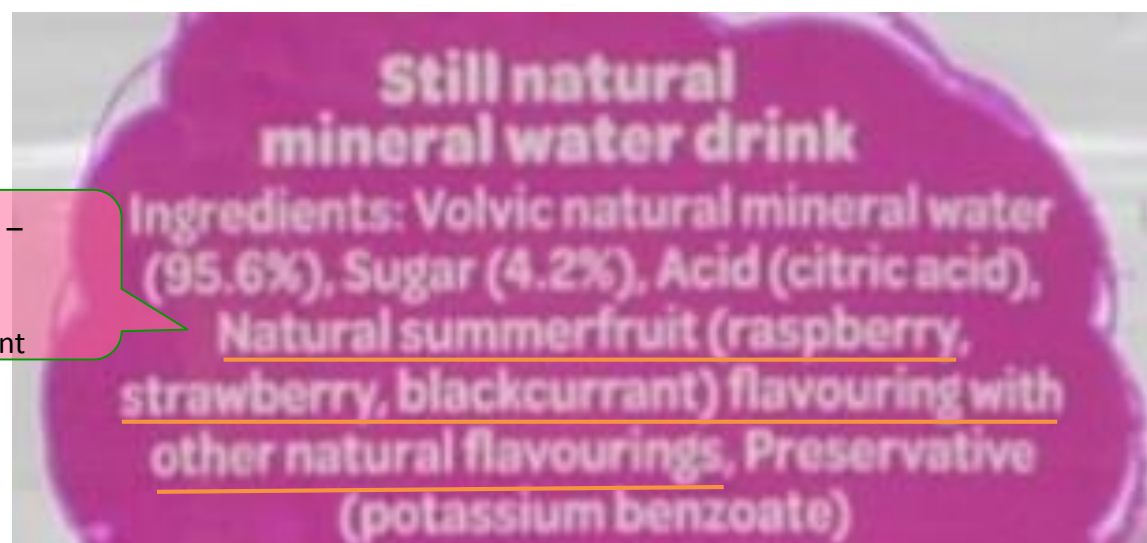 Still natural
mineral water drink
Ingredients: Volvic natural mineral water
(95.6%), Sugar (4.2%), Acid (citric acid),
Natural summerfruit (raspberry,
strawberry, blackcurrant) flavouring with
other natural flavourings, Preservative
(potassium benzoate)
–
nt